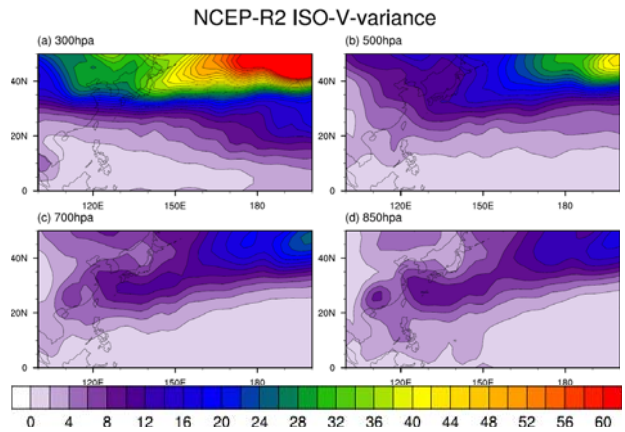 NCEP-R2 ISO-V-variance
(a) 300hpa
(b) 500hpa
40N
40N
20N
20N
0
0
120E 150E 180
120E 150E 180
(c) 700hpa
(d) 850hpa
40N
40N
20N
20N
0
0
120E 150E 180
120E 150E 180
0 4 8 12 16 20 24 28 32 36 40 44 48 52 56 60